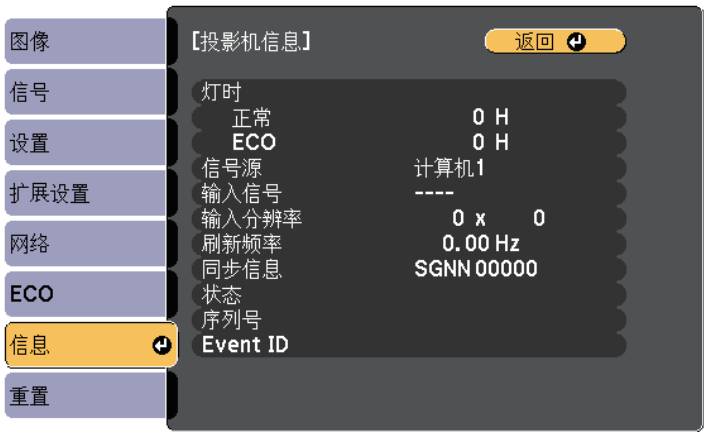 图像
信号
设置
扩展设置
网络
ECO
信息
重置
[投影机信息]
返回
灯时
正常 0 H
ECO 0 H
信号源 计算机1
输入信号 ----
输入分辨率 0 x 0
刷新频率 0.00 Hz
同步信息 SGNN 00000
状态
序列号
Event ID